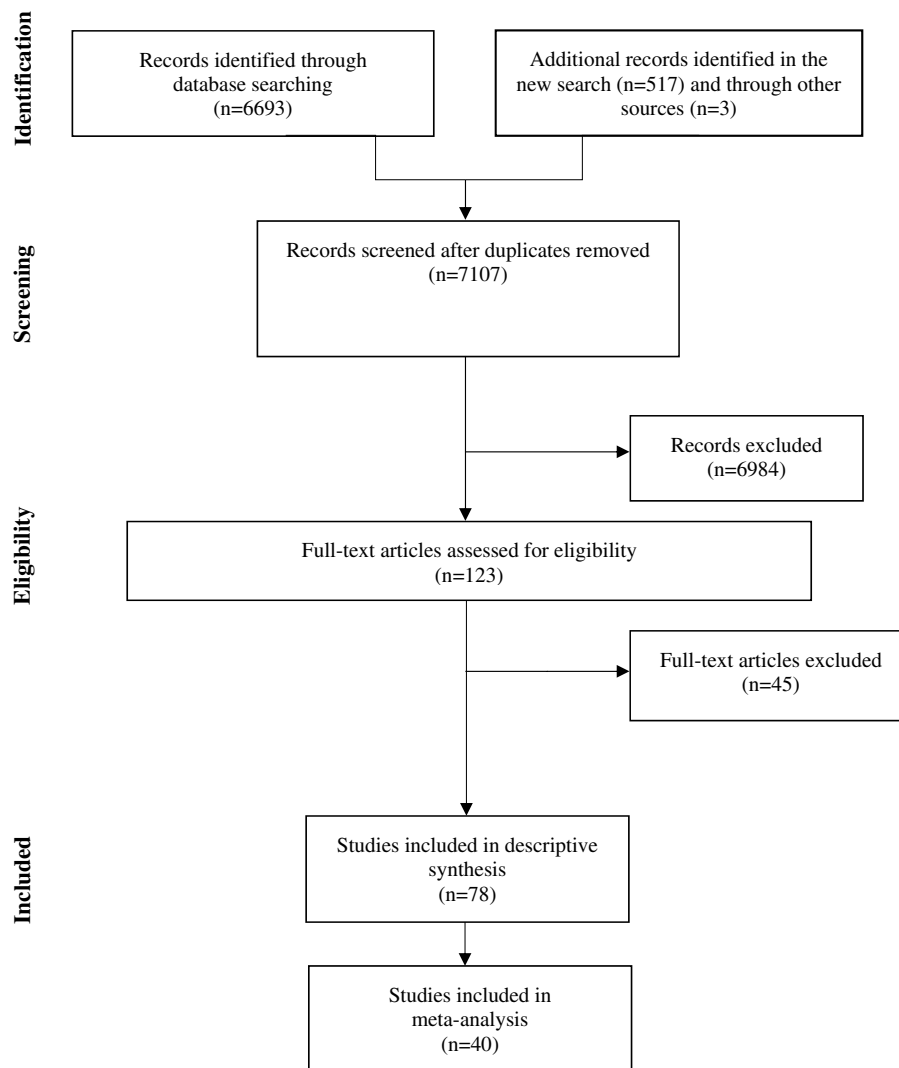 Identification
Records identified through
database searching
(n=6693)
Additional records identified in the
new search (n=517) and through other
sources (n=3)
Screening
Records screened after duplicates removed
(n=7107)
Records excluded
(n=6984)
Eligibility
Full-text articles assessed for eligibility
(n=123)
Full-text articles excluded
(n=45)
Included
Studies included in descriptive
synthesis
(n=78)
Studies included in
meta-analysis
(n=40)